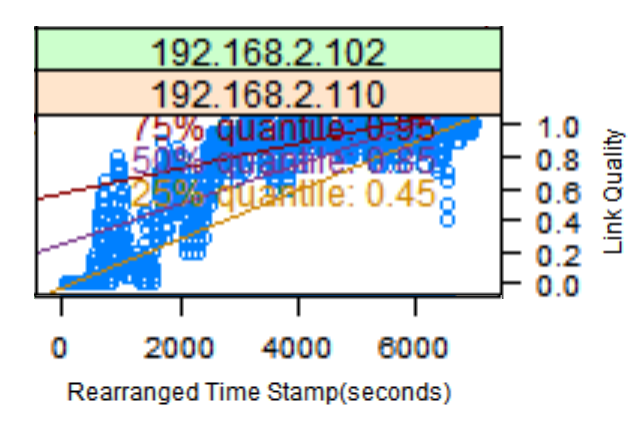 192.168.2.102
192.168.2.110
75% quantile: 0.95
50% quantile: 0.85
25% quantile: 0.45
1.0
0.8
0.6
0.4
0.2
0.0
Link Quality
0 2000 4000 6000
Rearranged Time Stamp(seconds)